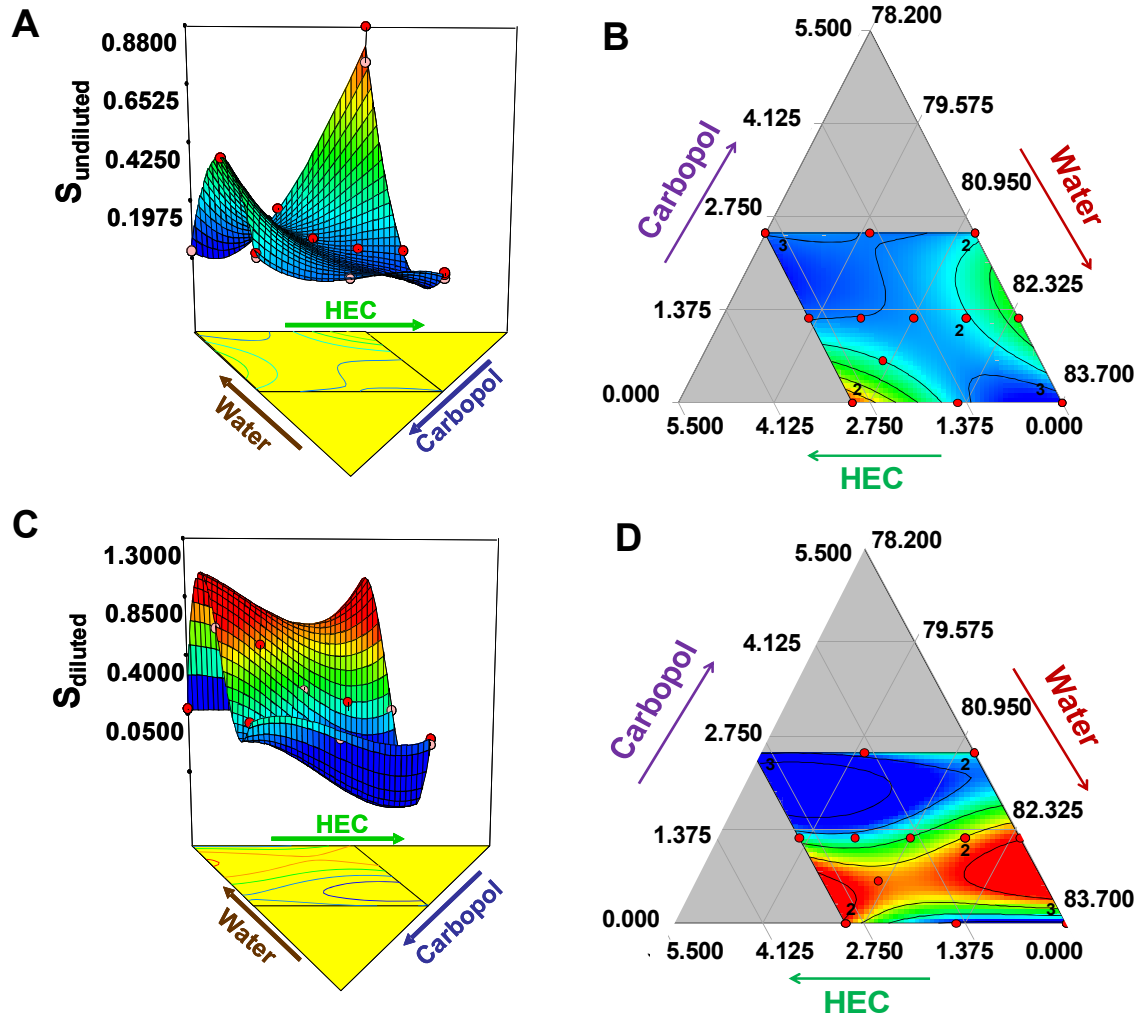 A
0.8800
0.6525
0.4250
0.1975
Sundiluted
HEC
Water
Carbopol
B
5.500
78.200
4.125
79.575
Carbopol
Water
2.750
80.950
3
2
1.375
82.325
2
0.000
2
3
83.700
5.500 4.125 2.750 1.375 0.000
HEC
C
1.3000
0.8500
0.4000
0.0500
Sdiluted
HEC
Water
Carbopol
D
5.500
78.200
4.125
79.575
Carbopol
Water
2.750
80.950
3
2
1.375
82.325
2
0.000
2
3
83.700
5.500 4.125 2.750 1.375 0.000
HEC